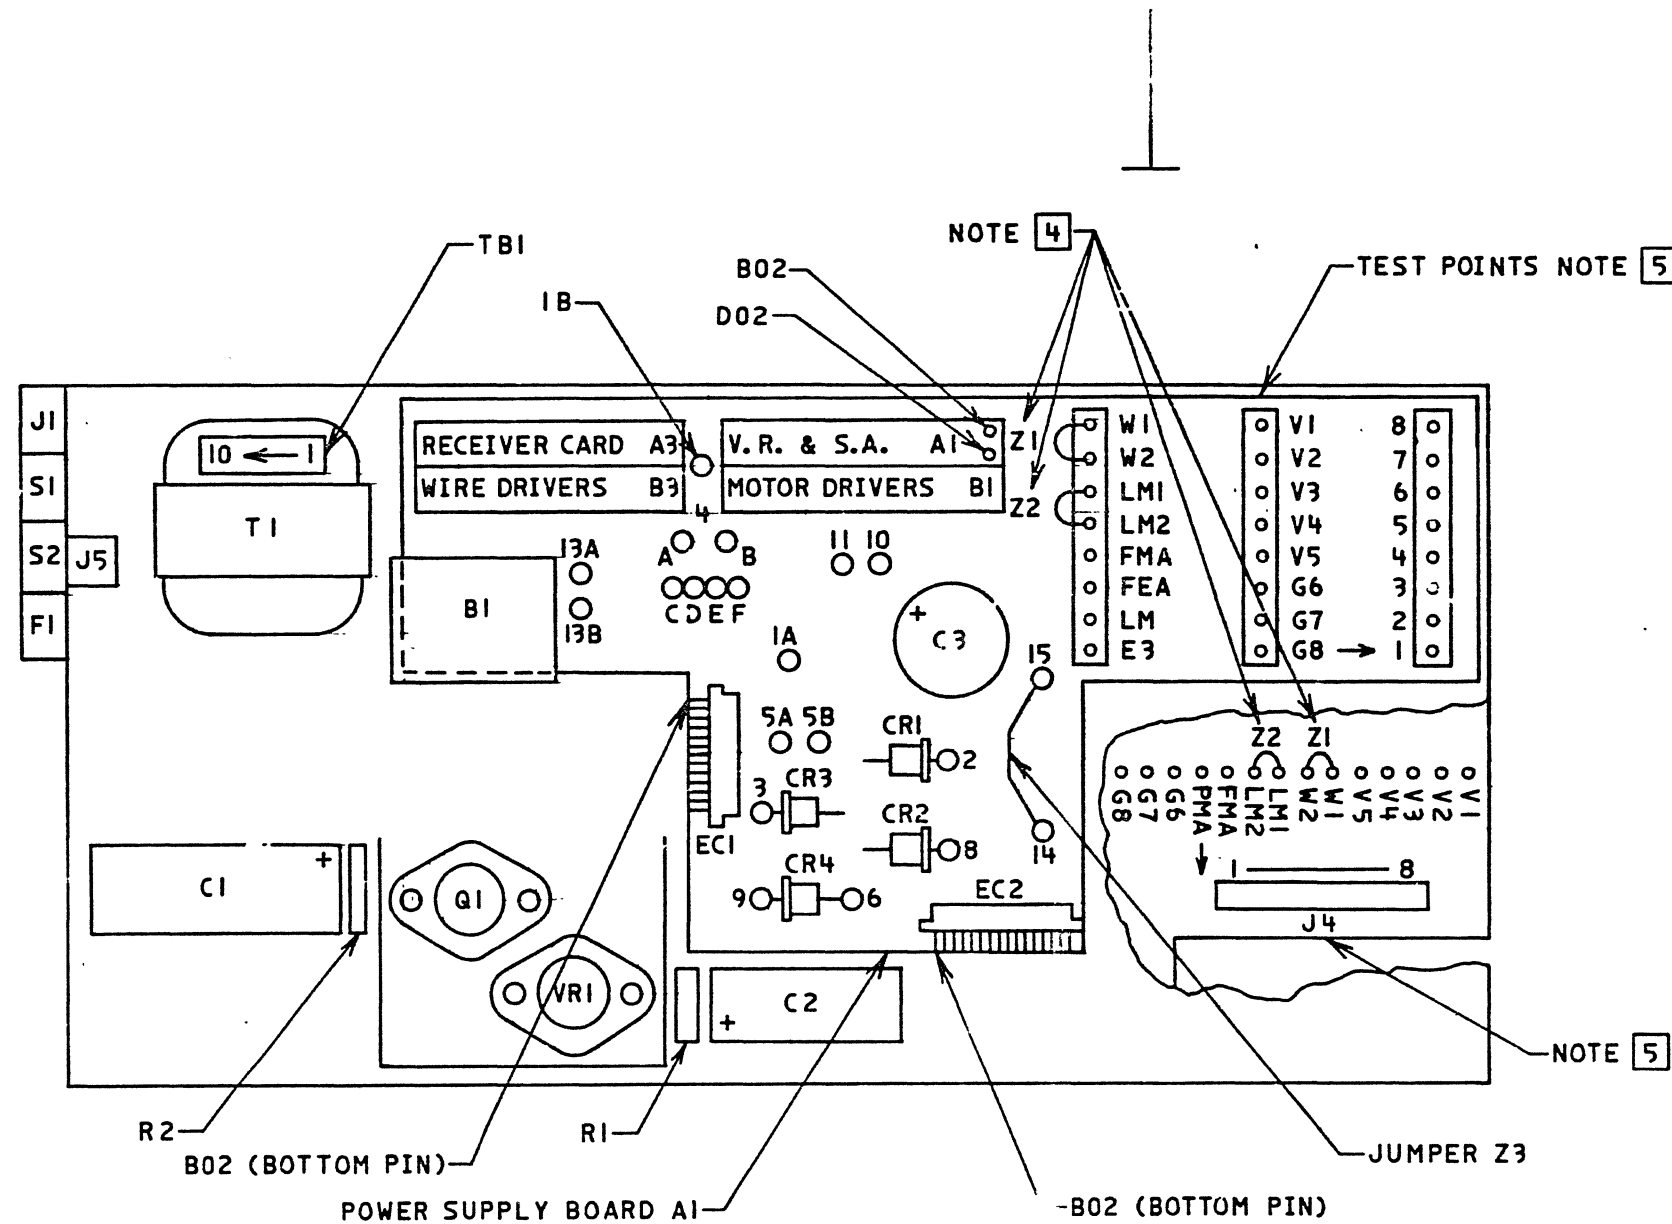 TB1
NOTE 4
B02
TEST POINTS NOTE 5
1B
D02
J1
S1
S2
J5
F1
10 ← 1
T1
RECEIVER CARD A3
WIRE DRIVERS B3
V.R. & S.A. A1
MOTOR DRIVERS B1
Z1
Z2
W1
W2
LM1
LM2
FMA
FEA
LM
E3
V1
V2
V3
V4
V5
G6
G7
G8 →
8
7
6
5
4
3
2
1
4
A
B
C D E F
13A
13B
B1
11 10
1A
+
C3
15
14
5A 5B
CR1
2
3
CR3
CR2
8
CR4
9
6
EC1
EC2
Z2 Z1
G8
G7
G6
PMA
FMA
LM2
LM1
W2
W1
V5
V4
V3
V2
V1
1
8
J4
C1
+
Q1
VR1
C2
+
NOTE 5
R2
R1
B02 (BOTTOM PIN)
JUMPER Z3
POWER SUPPLY BOARD A1
B02 (BOTTOM PIN)